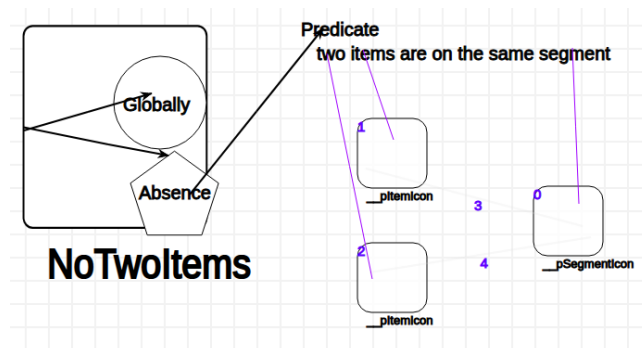 Predicate
two items are on the same segment
Globally
Absence
NoTwoItems
1
__pItemIcon
3
0
__pSegmentIcon
2
4
__pItemIcon